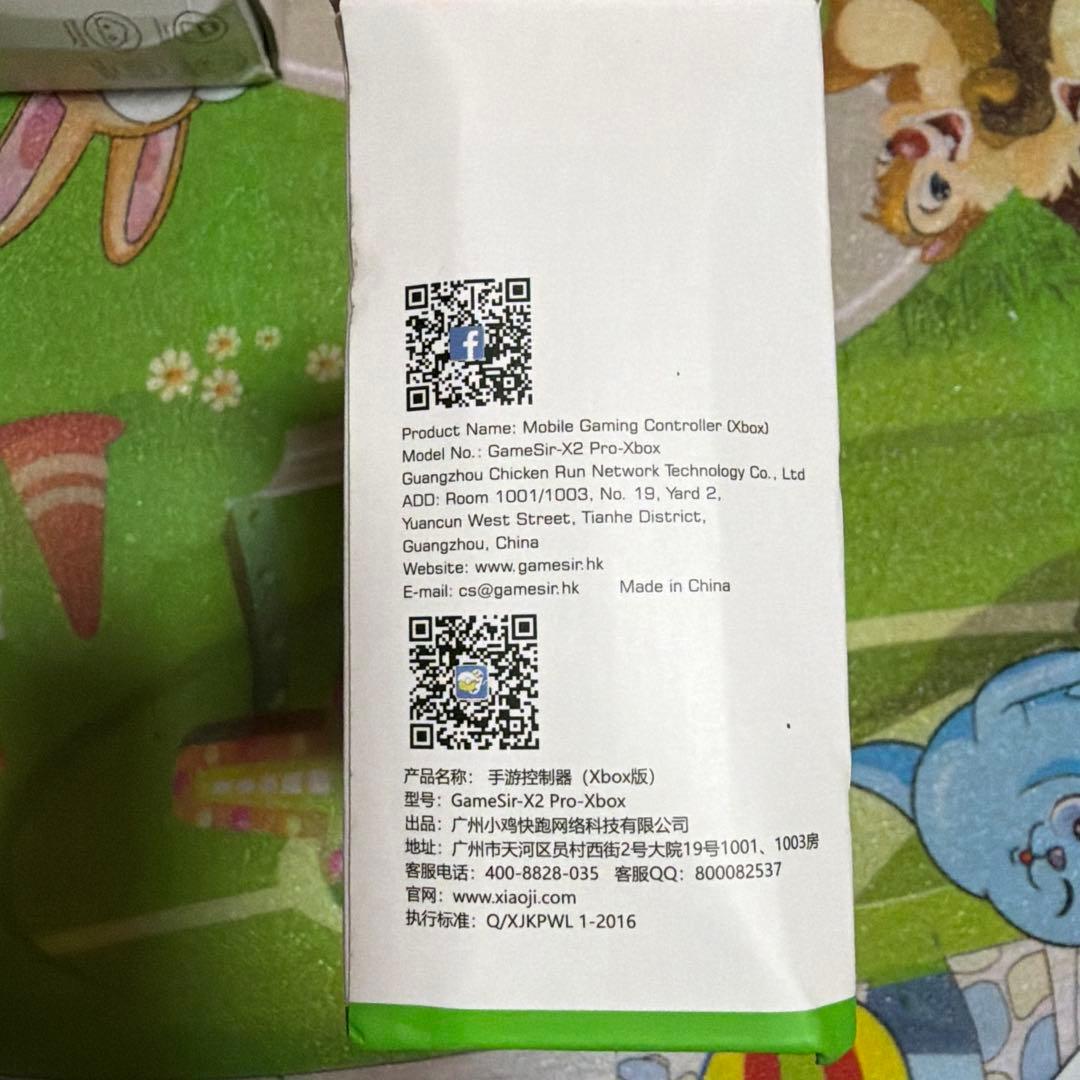 Product Name: Mobile Gaming Controller (Xbox)
Model No.: GameSir-X2 Pro-Xbox
Guangzhou Chicken Run Network Technology Co., Ltd
ADD: Room 1001/1003, No. 19, Yard 2,
Yuancun West Street, Tianhe District,
Guangzhou, China
Website: www.gamesir.hk
E-mail: cs@gamesir.hk Made in China
产品名称：手游控制器（Xbox版）
型号：GameSir-X2 Pro-Xbox
出品：广州小鸡快跑网络科技有限公司
地址：广州市天河区员村西街2号大院19号1001、1003房
客服电话：400-8828-035 客服QQ：800082537
官网：www.xiaoji.com
执行标准：Q/XJKPWL 1-2016